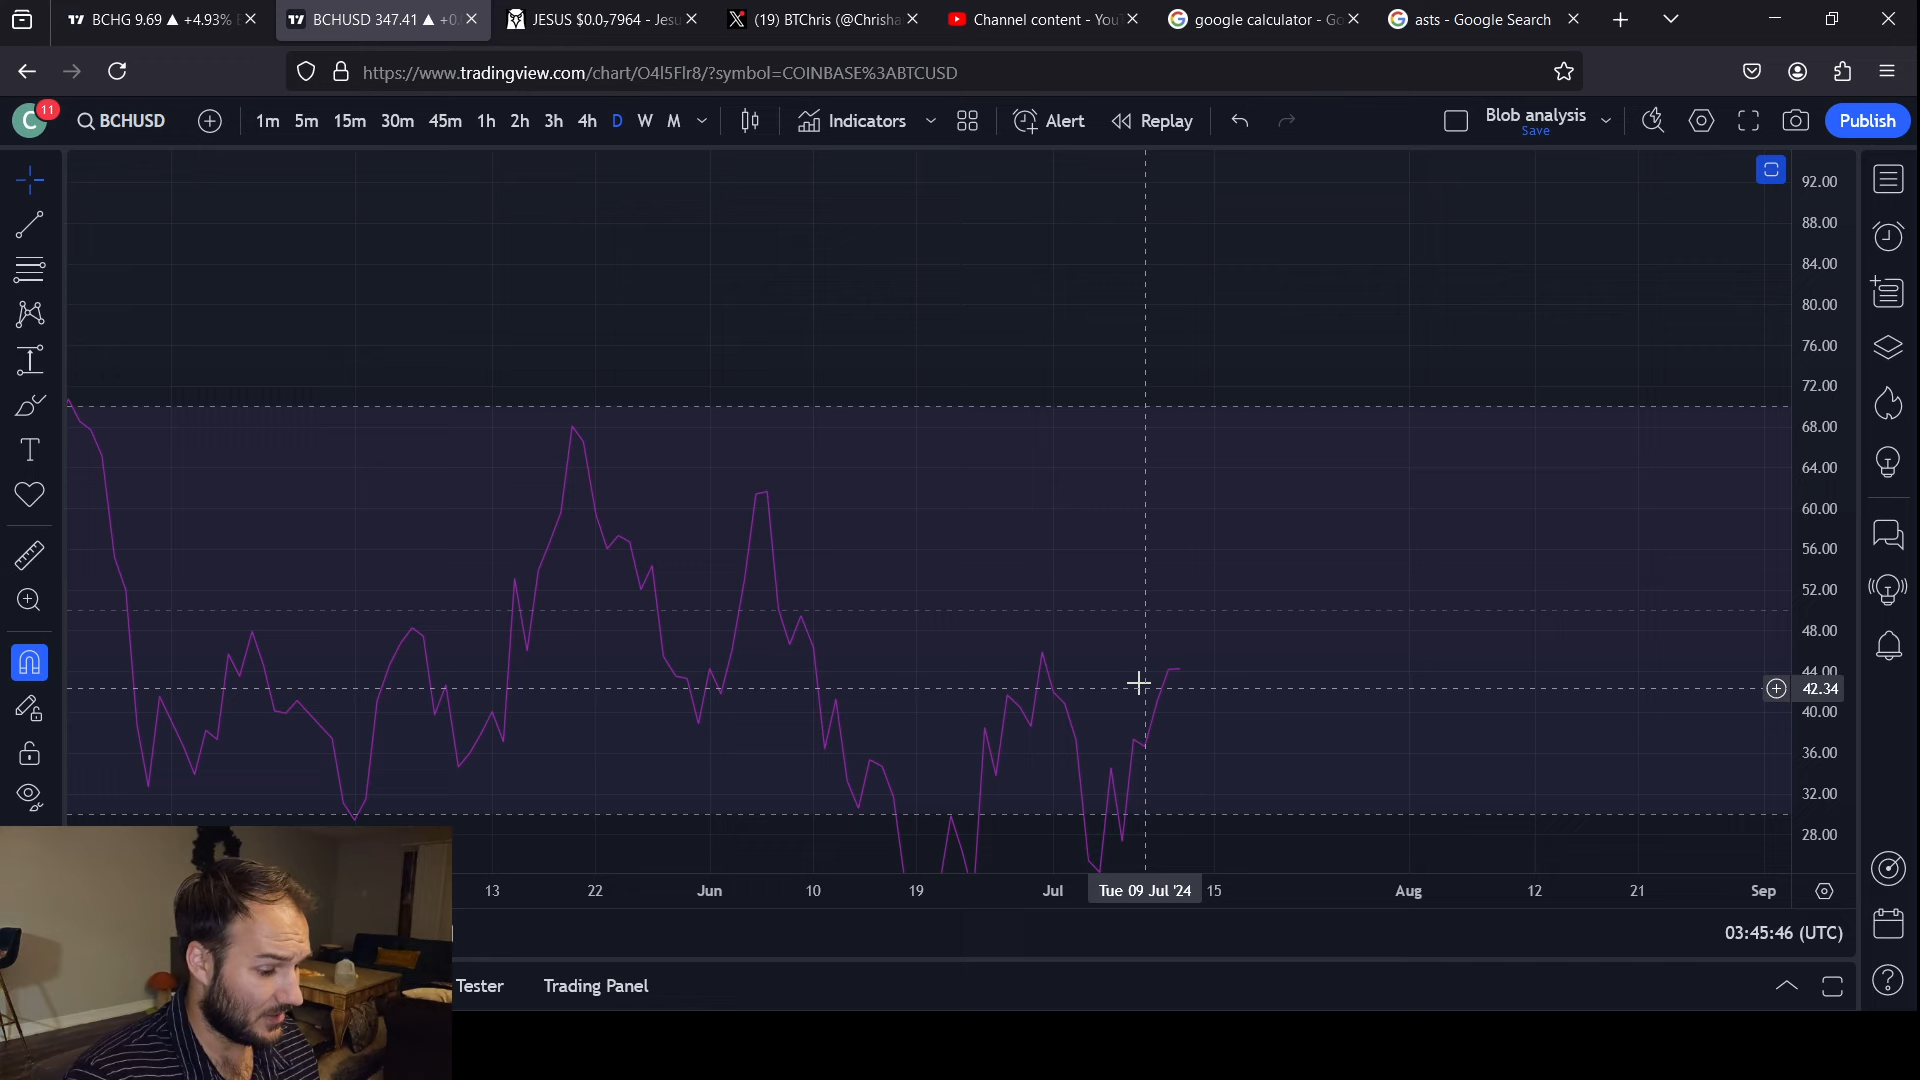 BCHG 9.69 ▲ +4.93%
BCHUSD 347.41 ▲ +0.
JESUS $0.0₇7964 - Jesu
(19) BTChris (@Chrisha
Channel content - YouT
google calculator - Go
asts - Google Search
https://www.tradingview.com/chart/O4l5Flr8/?symbol=COINBASE%3ABTCUSD
C
11
BCHUSD
1m 5m 15m 30m 45m 1h 2h 3h 4h D W M
Indicators
Alert
Replay
Blob analysis
Save
Publish
92.00
88.00
84.00
80.00
76.00
72.00
68.00
64.00
60.00
56.00
52.00
48.00
44.00
42.34
40.00
36.00
32.00
28.00
13 22 Jun 10 19 Jul Tue 09 Jul '24 15 Aug 12 21 Sep
03:45:46 (UTC)
Tester
Trading Panel